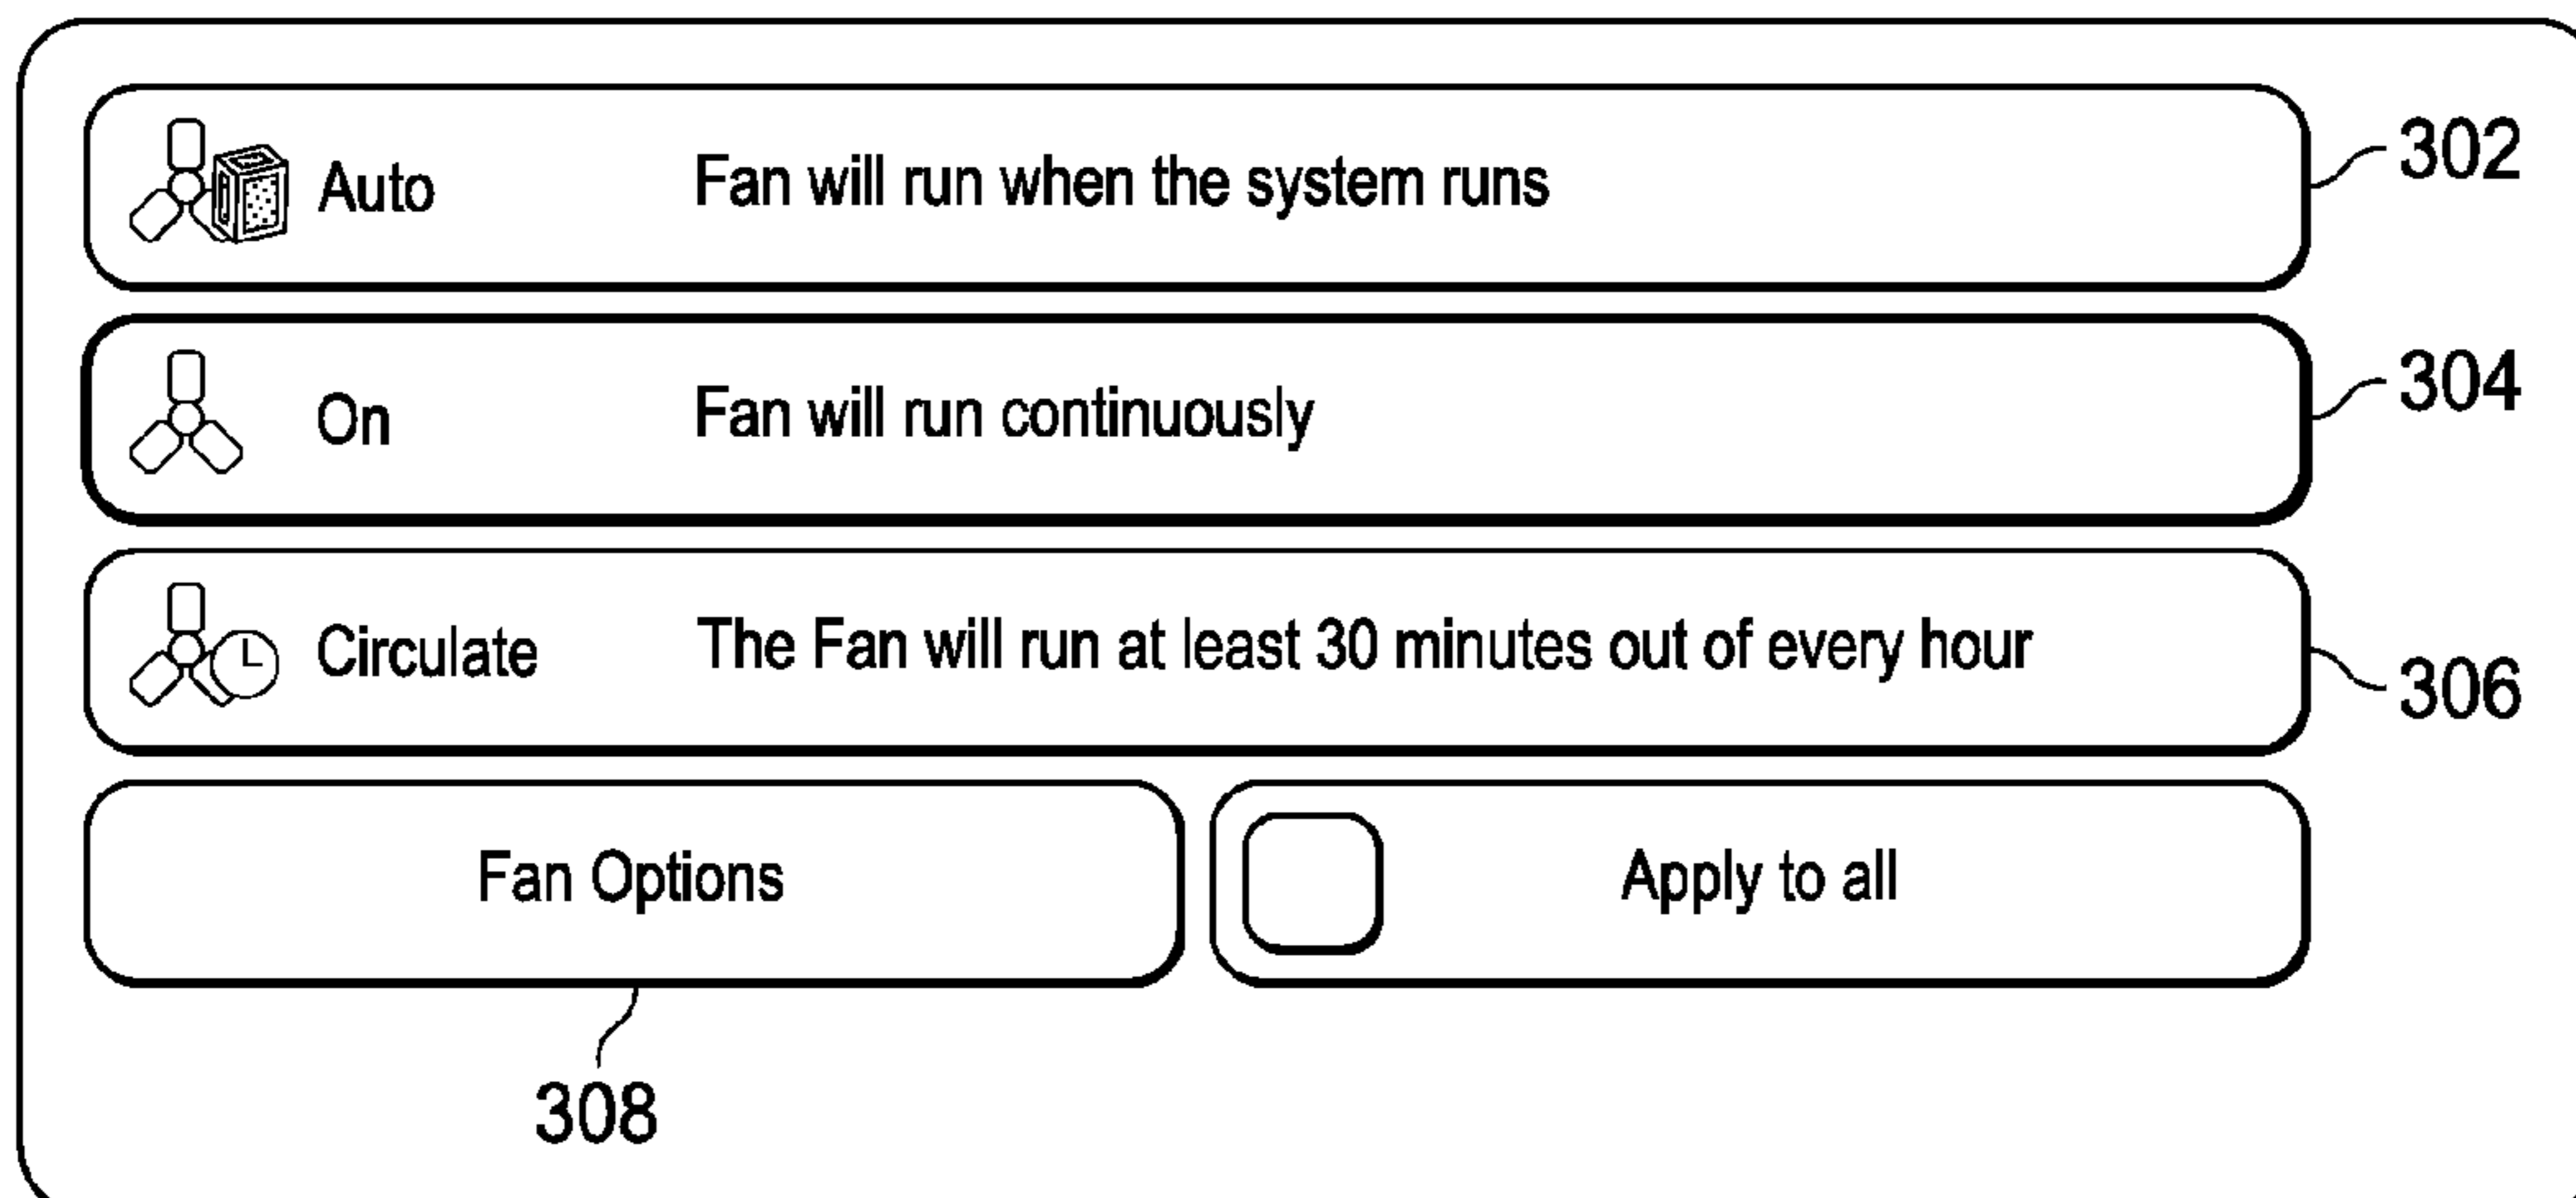 Auto Fan will run when the system runs 302
On Fan will run continuously 304
Circulate The Fan will run at least 30 minutes out of every hour 306
Fan Options Apply to all
308